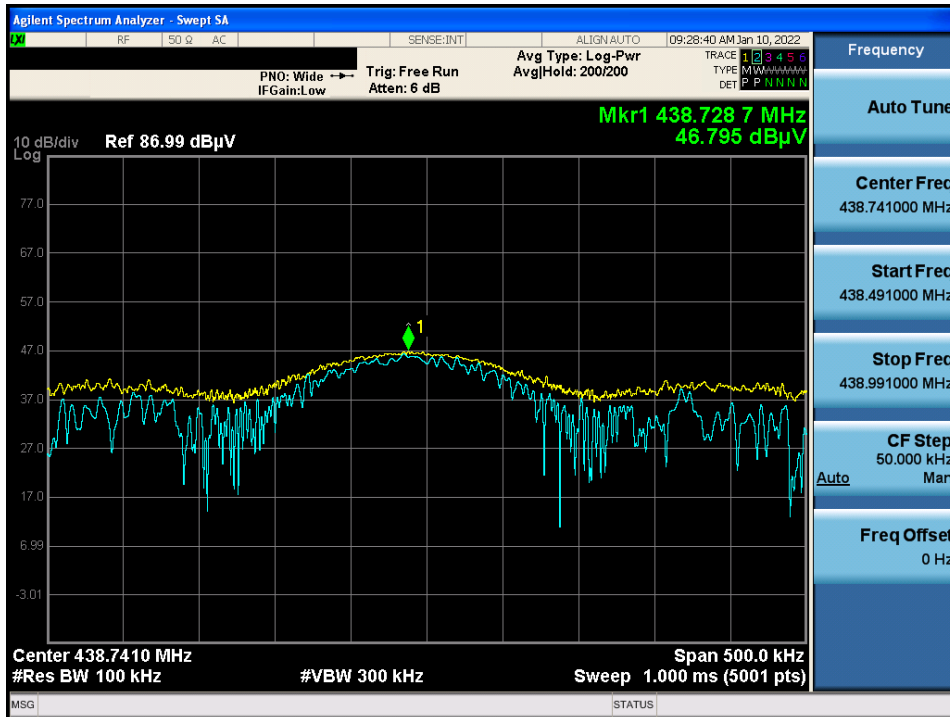 Agilent Spectrum Analyzer - Swept SA
LXI RF 50 Ω AC SENSE:INT ALIGN AUTO 09:28:40 AM Jan 10, 2022
PNO: Wide
IFGain:Low
Trig: Free Run
Atten: 6 dB
Avg Type: Log-Pwr
Avg|Hold: 200/200
TRACE 1 2 3 4 5 6
TYPE M W W W W W
DET P P N N N N
Mkr1 438.728 7 MHz
46.795 dBµV
10 dB/div Ref 86.99 dBµV
Log
77.0
67.0
57.0
47.0
37.0
27.0
17.0
6.99
-3.01
1
Center 438.7410 MHz Span 500.0 kHz
#Res BW 100 kHz #VBW 300 kHz Sweep 1.000 ms (5001 pts)
MSG STATUS
Frequency
Auto Tune
Center Freq
438.741000 MHz
Start Freq
438.491000 MHz
Stop Freq
438.991000 MHz
CF Step
50.000 kHz
Auto Man
Freq Offset
0 Hz